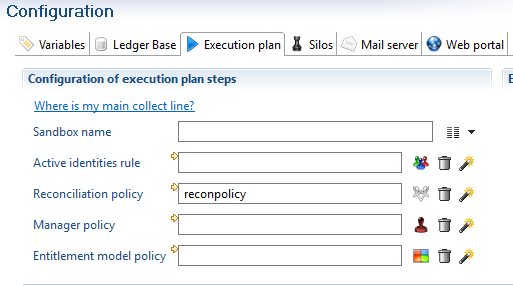 Configuration
Variables Ledger Base Execution plan Silos Mail server Web portal
Configuration of execution plan steps
Where is my main collect line?
Sandbox name
Active identities rule
Reconciliation policy reconpolicy
Manager policy
Entitlement model policy